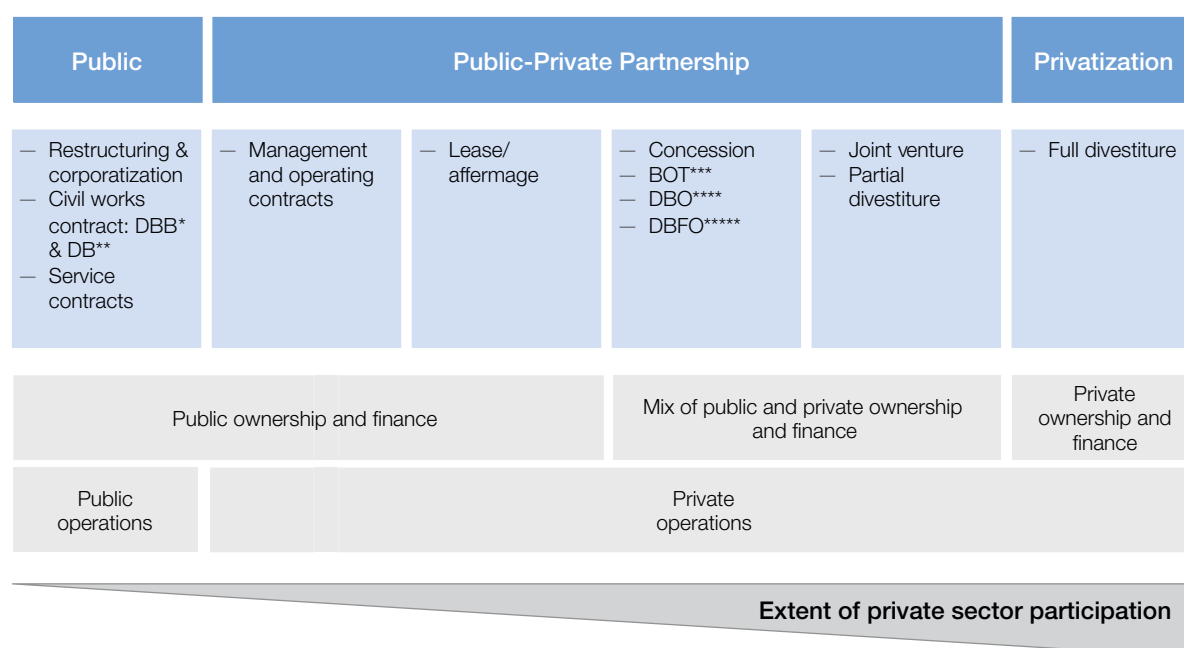 Public
Public-Private Partnership
Privatization
— Restructuring &
corporatization
— Civil works
contract: DBB*
& DB**
— Service
contracts
— Management
and operating
contracts
— Lease/
affermage
— Concession
— BOT***
— DBO****
— DBFO*****
— Joint venture
— Partial
divestiture
— Full divestiture
Public ownership and finance
Mix of public and private ownership
and finance
Private
ownership and
finance
Public
operations
Private
operations
Extent of private sector participation